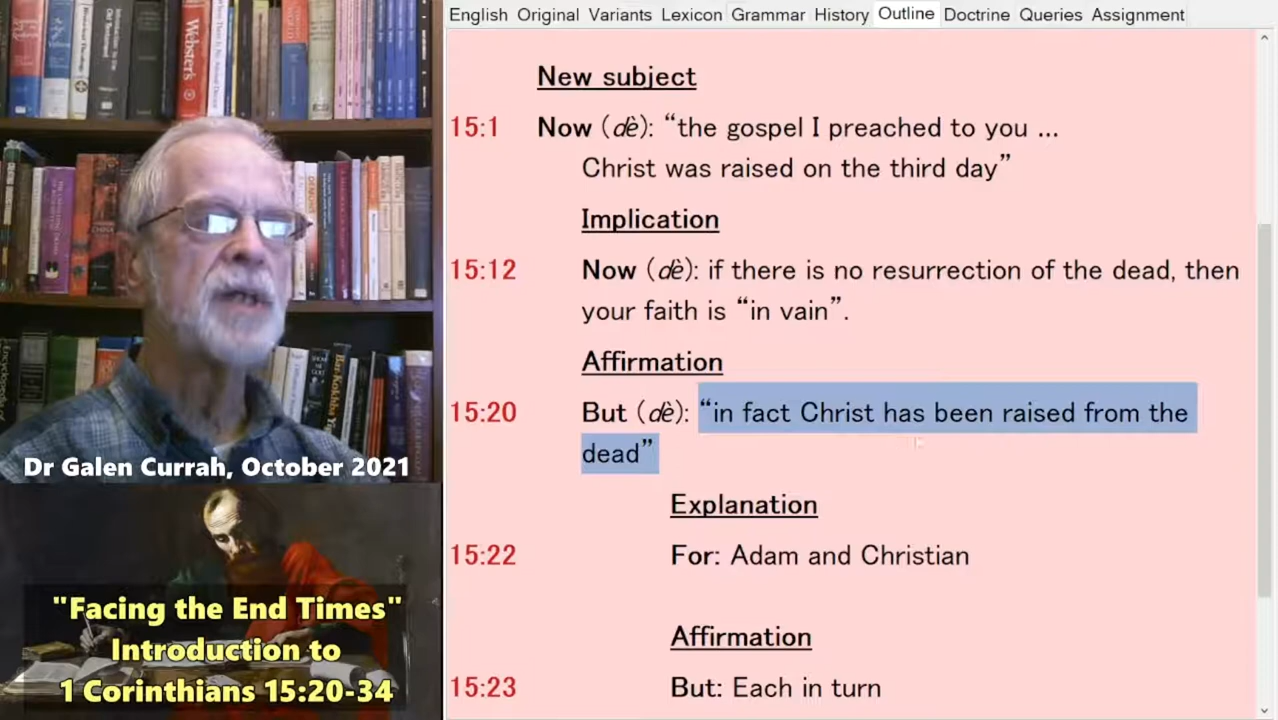 English Original Variants Lexicon Grammar History Outline Doctrine Queries Assignment
New subject
15:1 Now (dè): “the gospel I preached to you ...
Christ was raised on the third day”
Implication
15:12 Now (dè): if there is no resurrection of the dead, then
your faith is “in vain”.
Affirmation
15:20 But (dè): “in fact Christ has been raised from the
dead”
Explanation
15:22 For: Adam and Christian
Affirmation
15:23 But: Each in turn
Webster's
Bar-Kokhba
Dr Galen Currah, October 2021
"Facing the End Times"
Introduction to
1 Corinthians 15:20-34